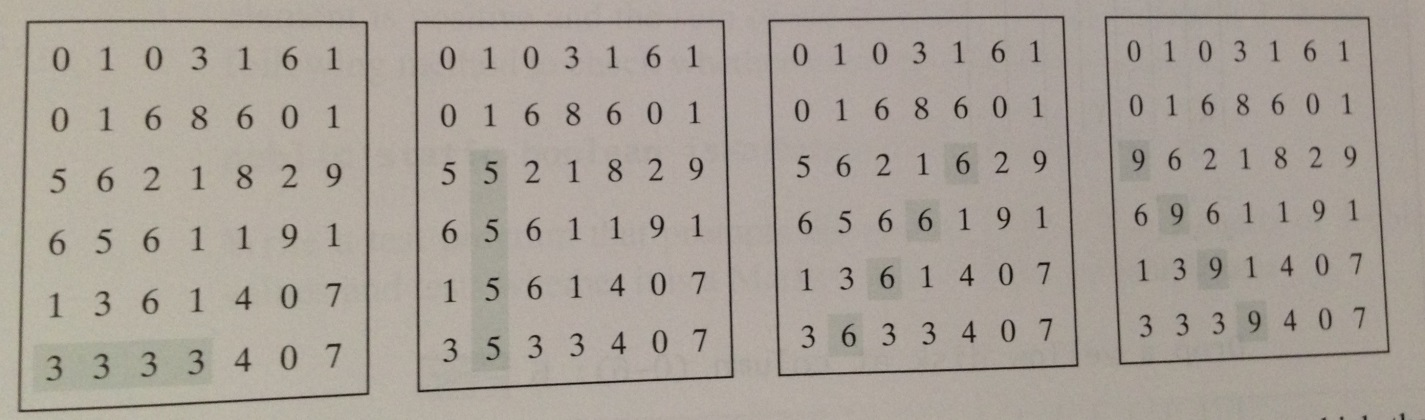 0 1 0 3 1 6 1
0 1 6 8 6 0 1
5 6 2 1 8 2 9
6 5 6 1 1 9 1
1 3 6 1 4 0 7
3 3 3 3 4 0 7
0 1 0 3 1 6 1
0 1 6 8 6 0 1
5 5 2 1 8 2 9
6 5 6 1 1 9 1
1 5 6 1 4 0 7
3 5 3 3 4 0 7
0 1 0 3 1 6 1
0 1 6 8 6 0 1
5 6 2 1 6 2 9
6 5 6 6 1 9 1
1 3 6 1 4 0 7
3 6 3 3 4 0 7
0 1 0 3 1 6 1
0 1 6 8 6 0 1
9 6 2 1 8 2 9
6 9 6 1 1 9 1
1 3 9 1 4 0 7
3 3 3 9 4 0 7